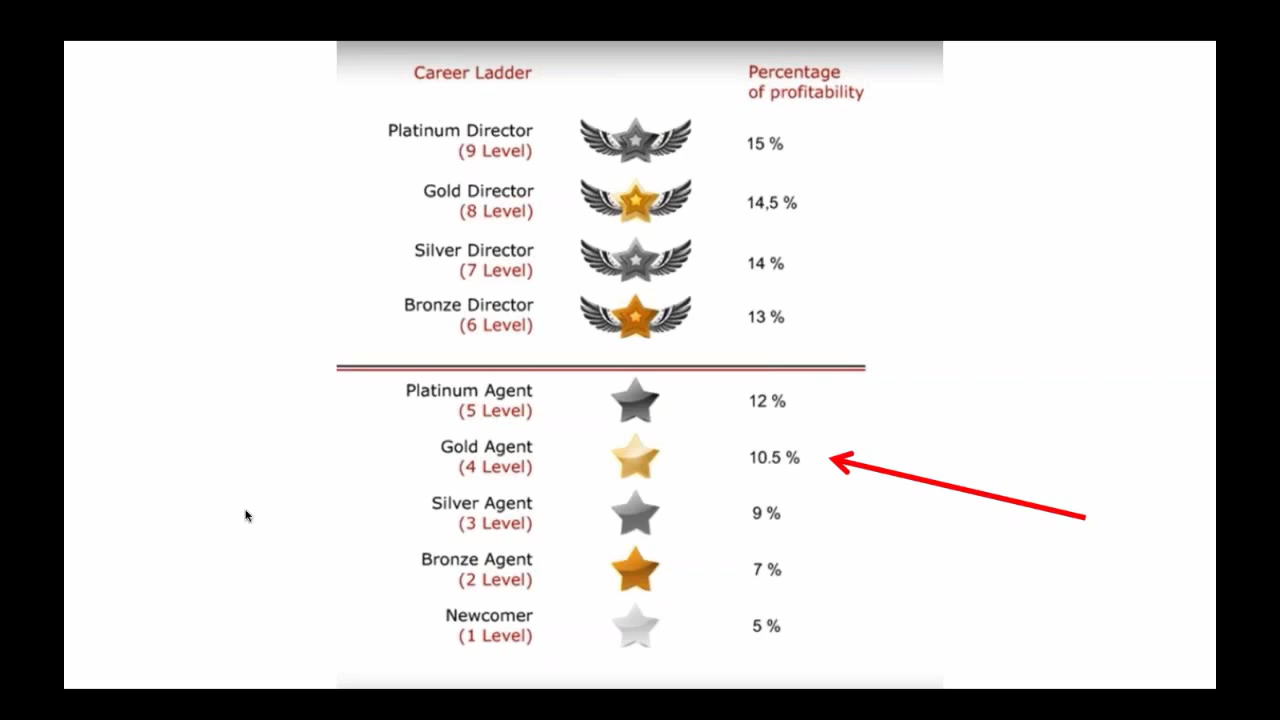 Career Ladder
Percentage
of profitability
Platinum Director
(9 Level)
15 %
Gold Director
(8 Level)
14,5 %
Silver Director
(7 Level)
14 %
Bronze Director
(6 Level)
13 %
Platinum Agent
(5 Level)
12 %
Gold Agent
(4 Level)
10.5 %
Silver Agent
(3 Level)
9 %
Bronze Agent
(2 Level)
7 %
Newcomer
(1 Level)
5 %